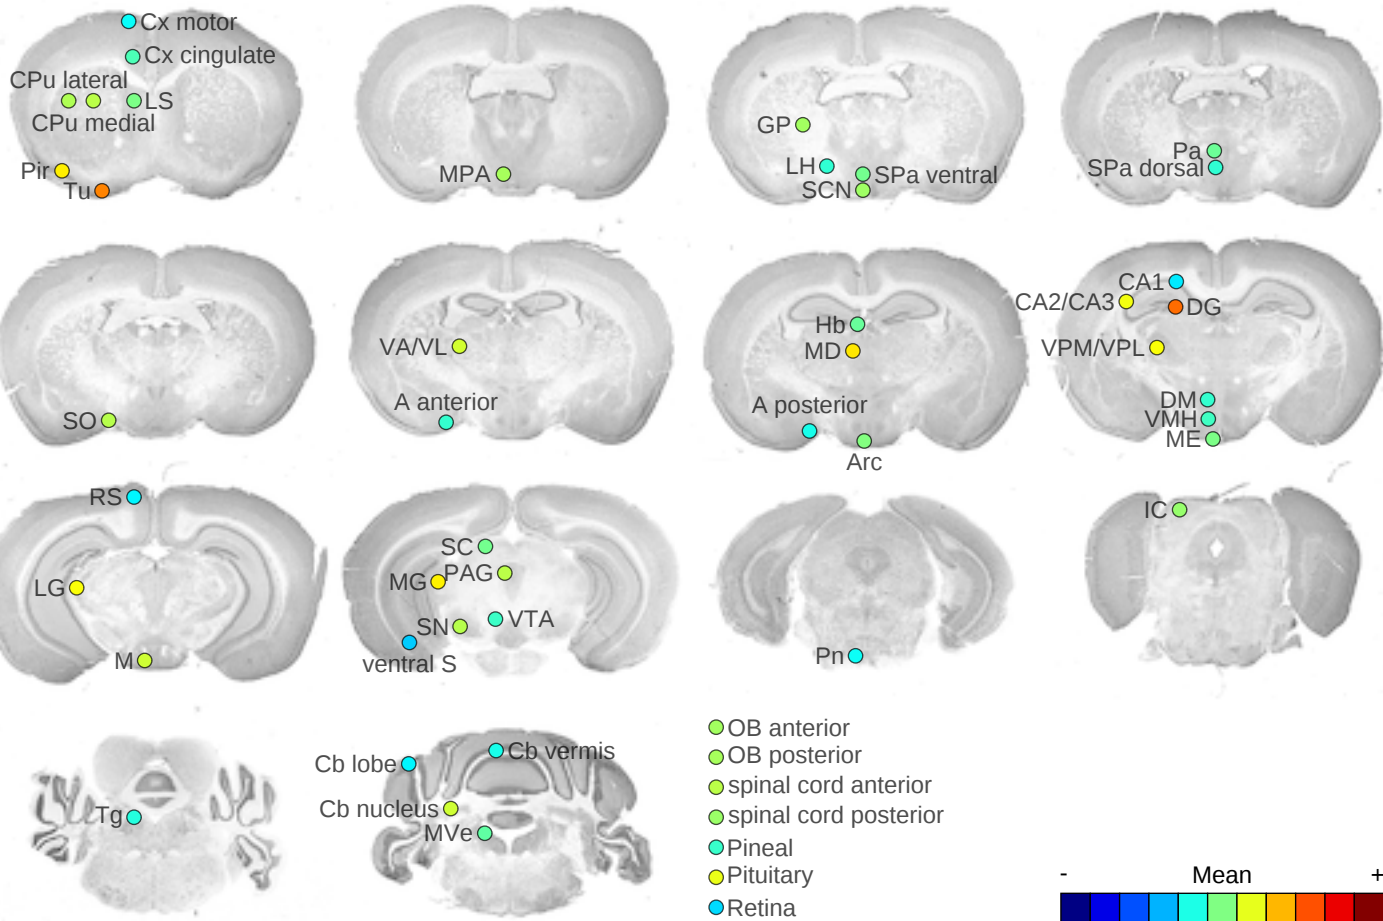 Cx motor
Cx cingulate
CPu lateral
LS
CPu medial
Pir
Tu
MPA
GP
LH
SPa ventral
SCN
Pa
SPa dorsal
SO
VA/VL
A anterior
Hb
MD
A posterior
Arc
CA1
CA2/CA3
DG
VPM/VPL
DM
VMH
ME
RS
LG
M
SC
MG
PAG
SN
VTA
ventral S
Pn
IC
Tg
Cb lobe
Cb vermis
Cb nucleus
MVe
OB anterior
OB posterior
spinal cord anterior
spinal cord posterior
Pineal
Pituitary
Retina
- Mean +